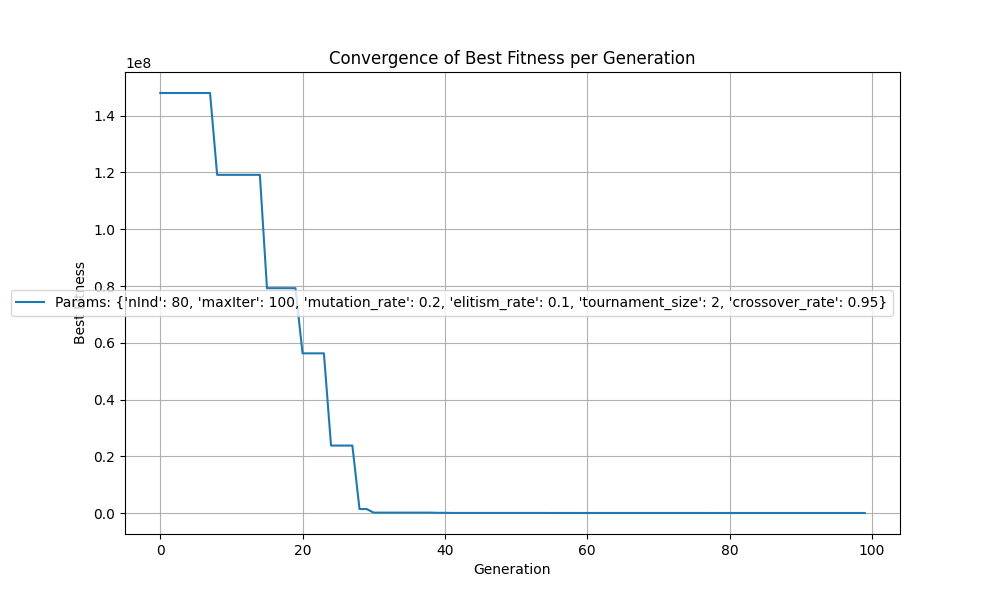 Convergence of Best Fitness per Generation
1e8
1.4
1.2
1.0
0.8
0.6
0.4
0.2
0.0
Params: {'nInd': 80, 'maxIter': 100, 'mutation_rate': 0.2, 'elitism_rate': 0.1, 'tournament_size': 2, 'crossover_rate': 0.95}
Best Fitness
0 20 40 60 80 100
Generation